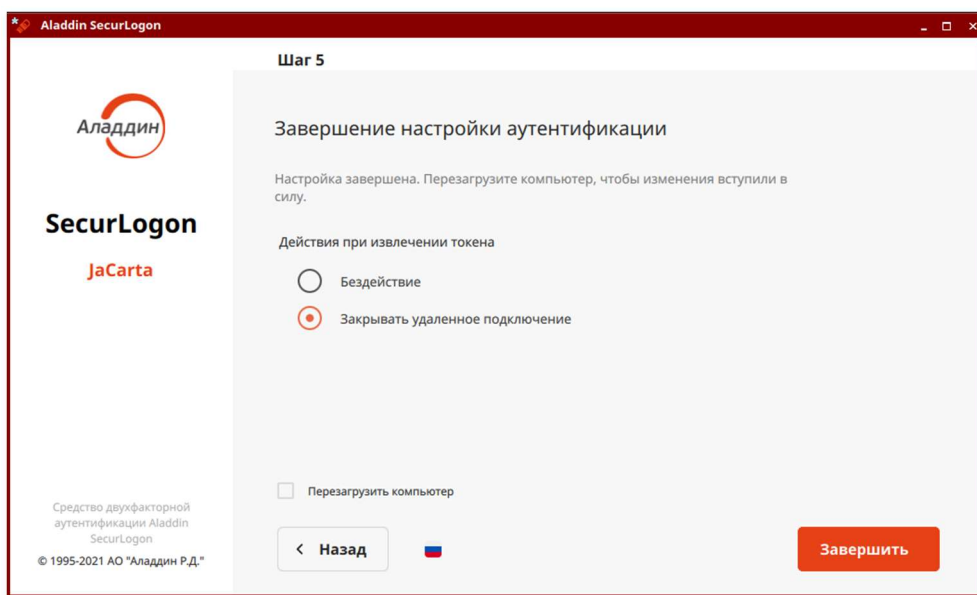 Aladdin SecurLogon
Шаг 5
Аладдин
Завершение настройки аутентификации
Настройка завершена. Перезагрузите компьютер, чтобы изменения вступили в
силу.
SecurLogon
JaCarta
Действия при извлечении токена
Бездействие
Закрывать удаленное подключение
Перезагрузить компьютер
Средство двухфакторной
аутентификации Aladdin
SecurLogon
© 1995-2021 АО "Аладдин Р.Д."
Назад
Завершить